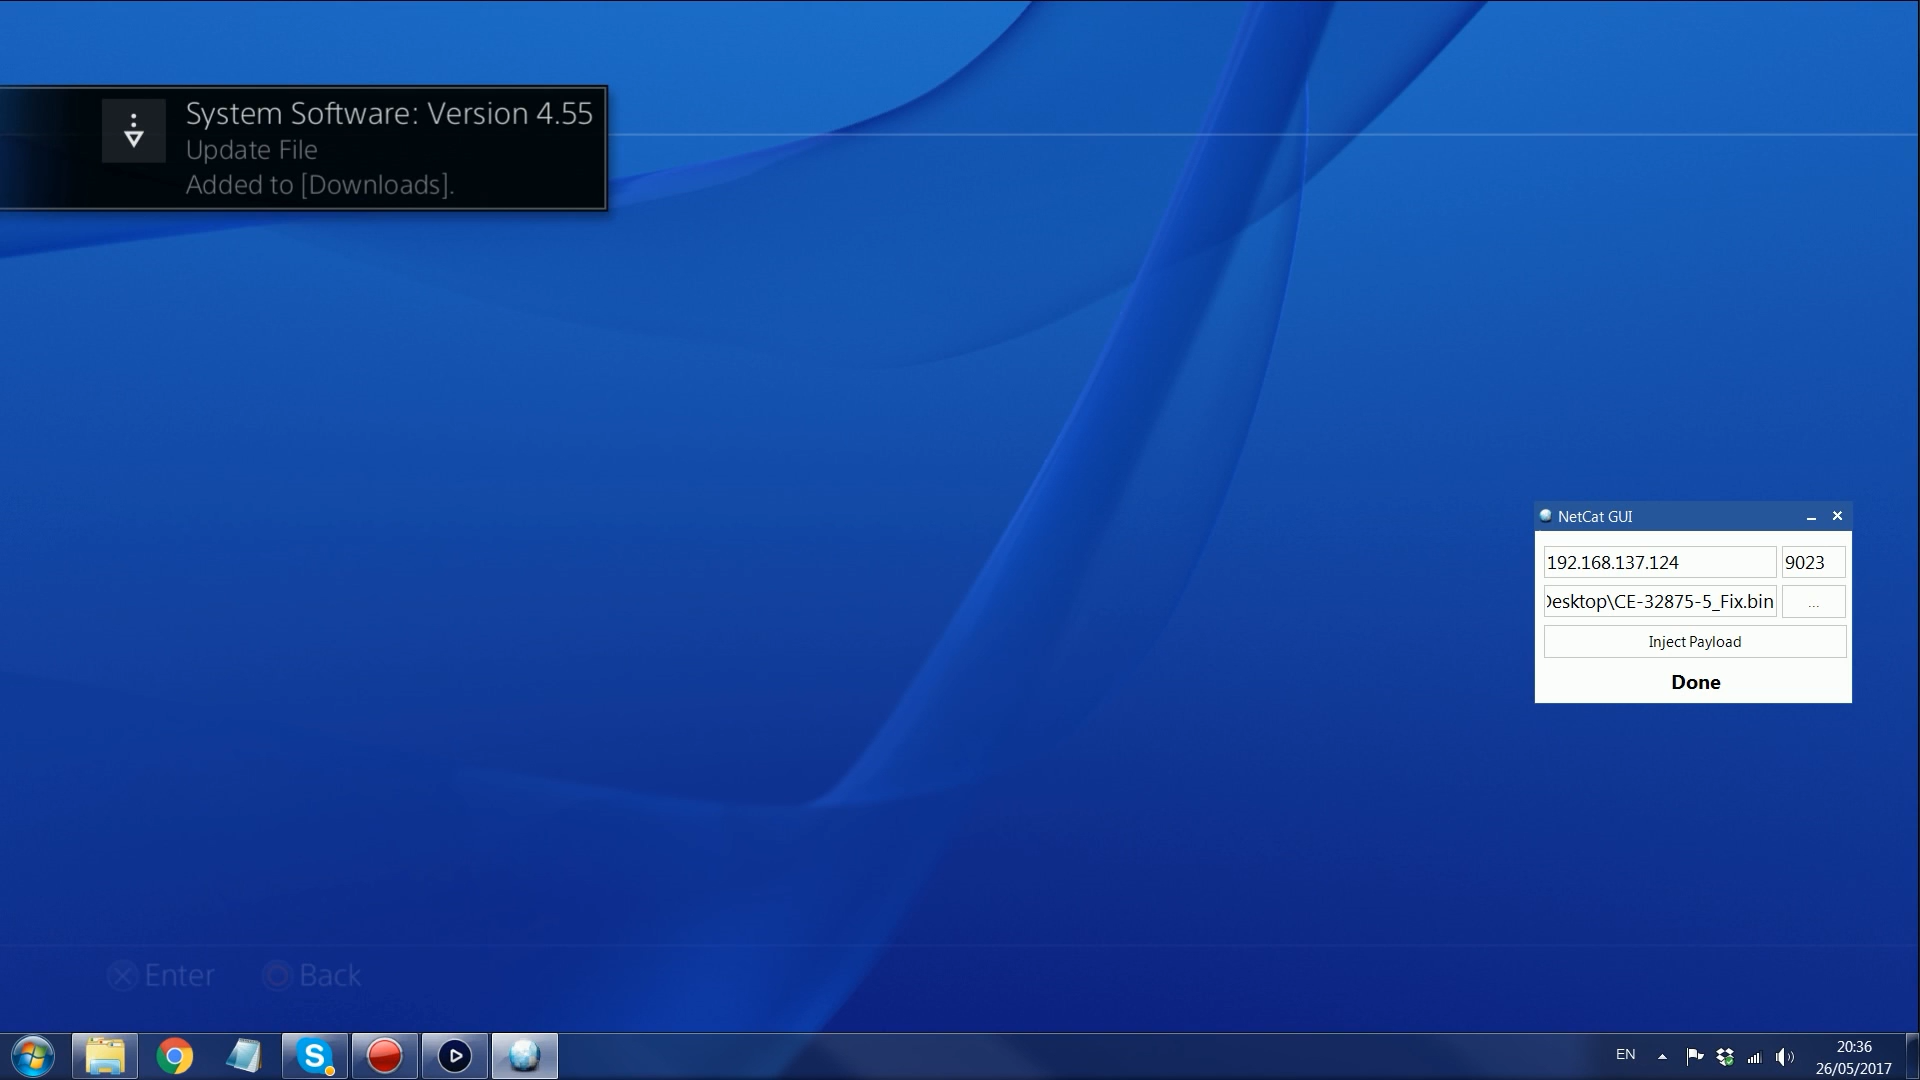 System Software: Version 4.55
Update File
Added to [Downloads].
NetCat GUI
192.168.137.124 9023
Desktop\CE-32875-5_Fix.bin ...
Inject Payload
Done
Enter Back
EN
20:36
26/05/2017